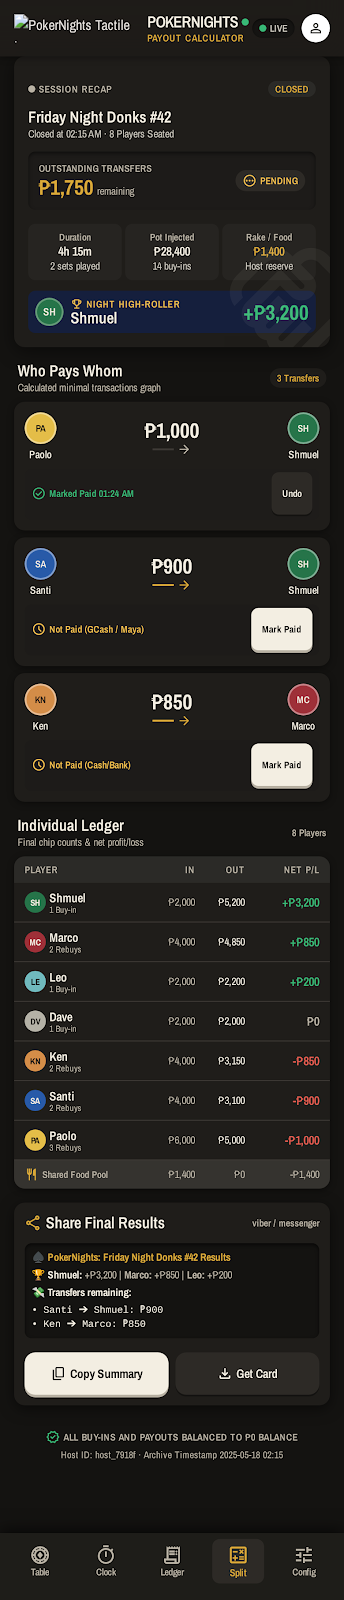 PokerNights Tactile
.
POKERNIGHTS
PAYOUT CALCULATOR
LIVE
SESSION RECAP
CLOSED
Friday Night Donks #42
Closed at 02:15 AM · 8 Players Seated
OUTSTANDING TRANSFERS
₱1,750 remaining
PENDING
Duration
4h 15m
2 sets played
Pot Injected
₱28,400
14 buy-ins
Rake / Food
₱1,400
Host reserve
SH
NIGHT HIGH-ROLLER
Shmuel
+₱3,200
Who Pays Whom
Calculated minimal transactions graph
3 Transfers
PA
Paolo
₱1,000
SH
Shmuel
Marked Paid 01:24 AM
Undo
SA
Santi
₱900
SH
Shmuel
Not Paid (GCash / Maya)
Mark Paid
KN
Ken
₱850
MC
Marco
Not Paid (Cash/Bank)
Mark Paid
Individual Ledger
Final chip counts & net profit/loss
8 Players
PLAYER IN OUT NET P/L
SH Shmuel ₱2,000 ₱5,200 +₱3,200
1 Buy-in
MC Marco ₱4,000 ₱4,850 +₱850
2 Rebuys
LE Leo ₱2,000 ₱2,200 +₱200
1 Buy-in
DV Dave ₱2,000 ₱2,000 ₱0
1 Buy-in
KN Ken ₱4,000 ₱3,150 -₱850
2 Rebuys
SA Santi ₱4,000 ₱3,100 -₱900
2 Rebuys
PA Paolo ₱6,000 ₱5,000 -₱1,000
3 Rebuys
Shared Food Pool ₱1,400 ₱0 -₱1,400
Share Final Results
viber / messenger
♠️ PokerNights: Friday Night Donks #42 Results
🏆 Shmuel: +₱3,200 | Marco: +₱850 | Leo: +₱200
💸 Transfers remaining:
• Santi ➔ Shmuel: ₱900
• Ken ➔ Marco: ₱850
Copy Summary
Get Card
ALL BUY-INS AND PAYOUTS BALANCED TO ₱0 BALANCE
Host ID: host_7918f · Archive Timestamp 2025-05-18 02:15
Table
Clock
Ledger
Split
Config